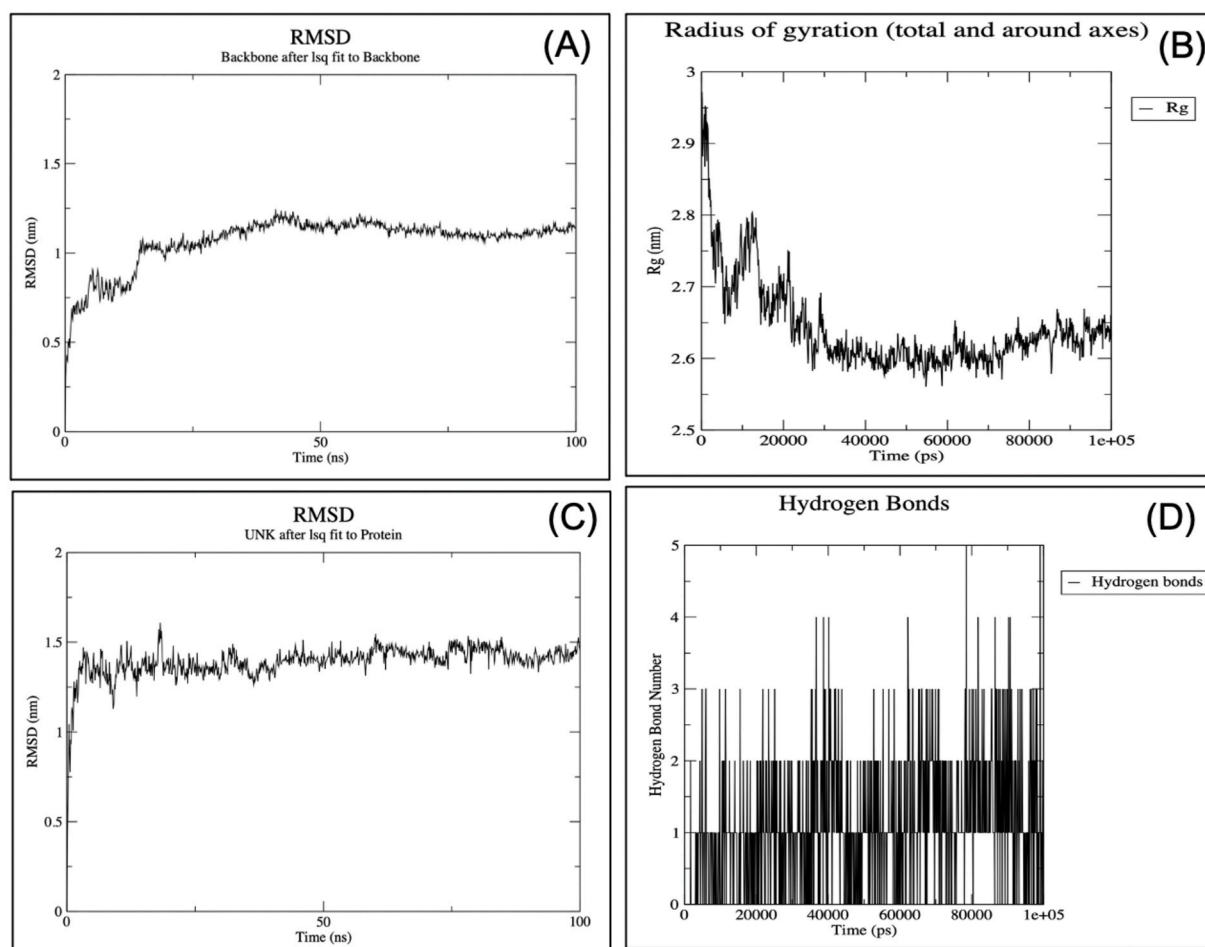 RMSD
Backbone after lsq fit to Backbone
(A)
2
1.5
1
0.5
0
RMSD (nm)
0
50
100
Time (ns)
Radius of gyration (total and around axes)
(B)
Rg
3
2.9
2.8
2.7
2.6
2.5
Rg (nm)
0
20000
40000
60000
80000
1e+05
Time (ps)
RMSD
UNK after lsq fit to Protein
(C)
2
1.5
1
0.5
0
RMSD (nm)
0
50
100
Time (ns)
Hydrogen Bonds
(D)
Hydrogen bonds
5
4
3
2
1
0
Hydrogen Bond Number
0
20000
40000
60000
80000
1e+05
Time (ps)